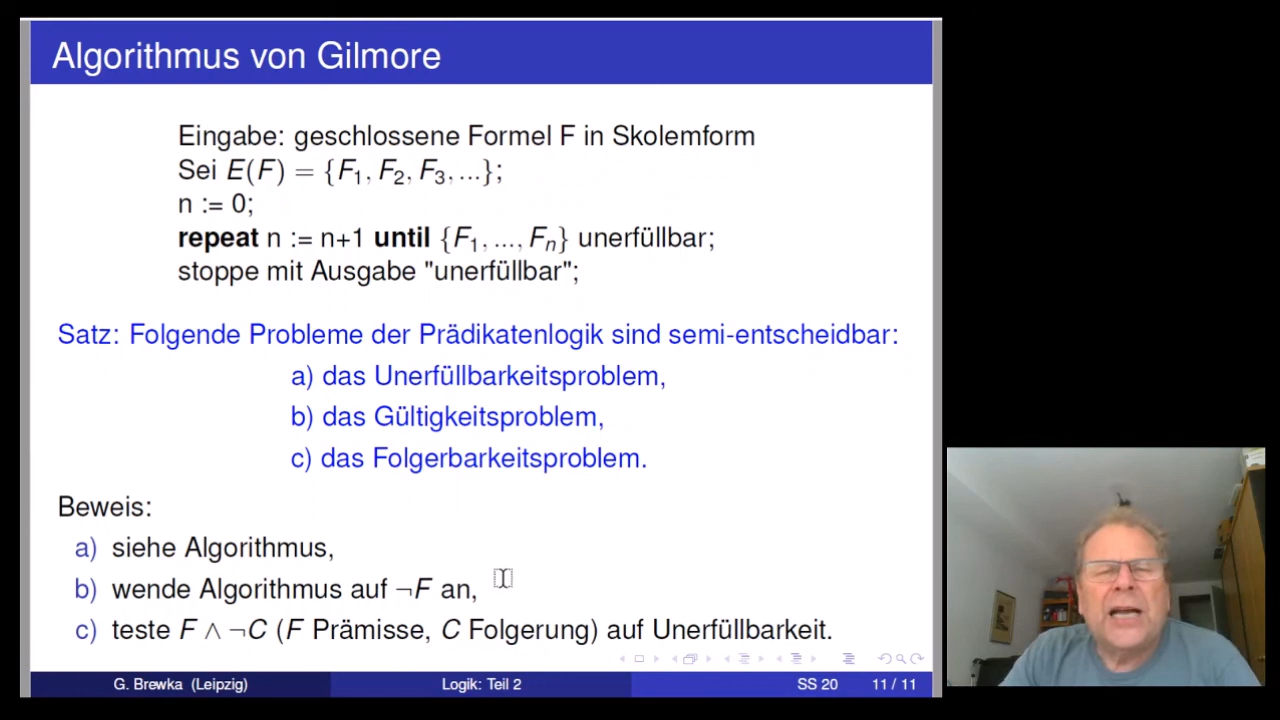 Algorithmus von Gilmore
Eingabe: geschlossene Formel F in Skolemform
Sei E(F) = {F₁, F₂, F₃, ...};
n := 0;
repeat n := n+1 until {F₁, ..., Fₙ} unerfüllbar;
stoppe mit Ausgabe "unerfüllbar";
Satz: Folgende Probleme der Prädikatenlogik sind semi-entscheidbar:
a) das Unerfüllbarkeitsproblem,
b) das Gültigkeitsproblem,
c) das Folgerbarkeitsproblem.
Beweis:
a) siehe Algorithmus,
b) wende Algorithmus auf ¬F an,
c) teste F ∧ ¬C (F Prämisse, C Folgerung) auf Unerfüllbarkeit.
G. Brewka (Leipzig) Logik: Teil 2 SS 20 11 / 11